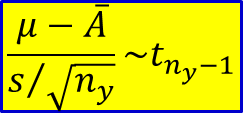 (μ − Ā) / (s/√n_y) ~ t_{n_y−1}